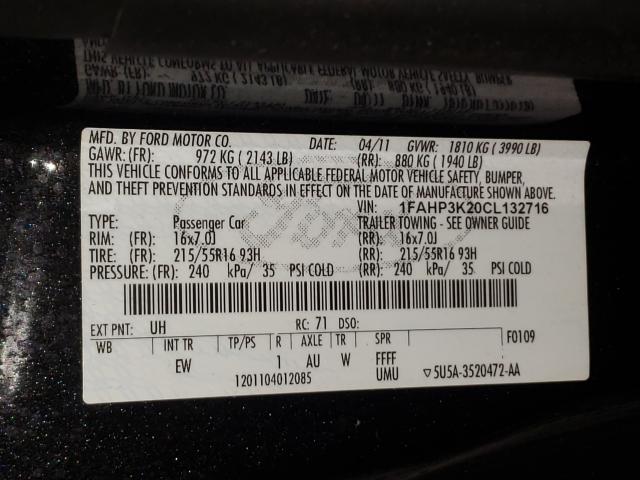 MFD. BY FORD MOTOR CO. DATE: 04/11 GVWR: 1810 KG ( 3990 LB)
GAWR: (FR): 972 KG ( 2143 LB) (RR): 880 KG ( 1940 LB)
THIS VEHICLE CONFORMS TO ALL APPLICABLE FEDERAL MOTOR VEHICLE SAFETY, BUMPER,
AND THEFT PREVENTION STANDARDS IN EFFECT ON THE DATE OF MANUFACTURE SHOWN ABOVE.
VIN: 1FAHP3K20CL132716
TYPE: Passenger Car TRAILER TOWING - SEE OWNER GUIDE
RIM: (FR): 16x7.0J (RR): 16x7.0J
TIRE: (FR): 215/55R16 93H (RR): 215/55R16 93H
PRESSURE: (FR): 240 kPa/ 35 PSI COLD (RR): 240 kPa/ 35 PSI COLD
EXT PNT: UH RC: 71 DSO: F0109
WB INT TR TP/PS R AXLE TR SPR
EW 1 AU W FFFF
1201104012085 UMU ▽5U5A-3520472-AA